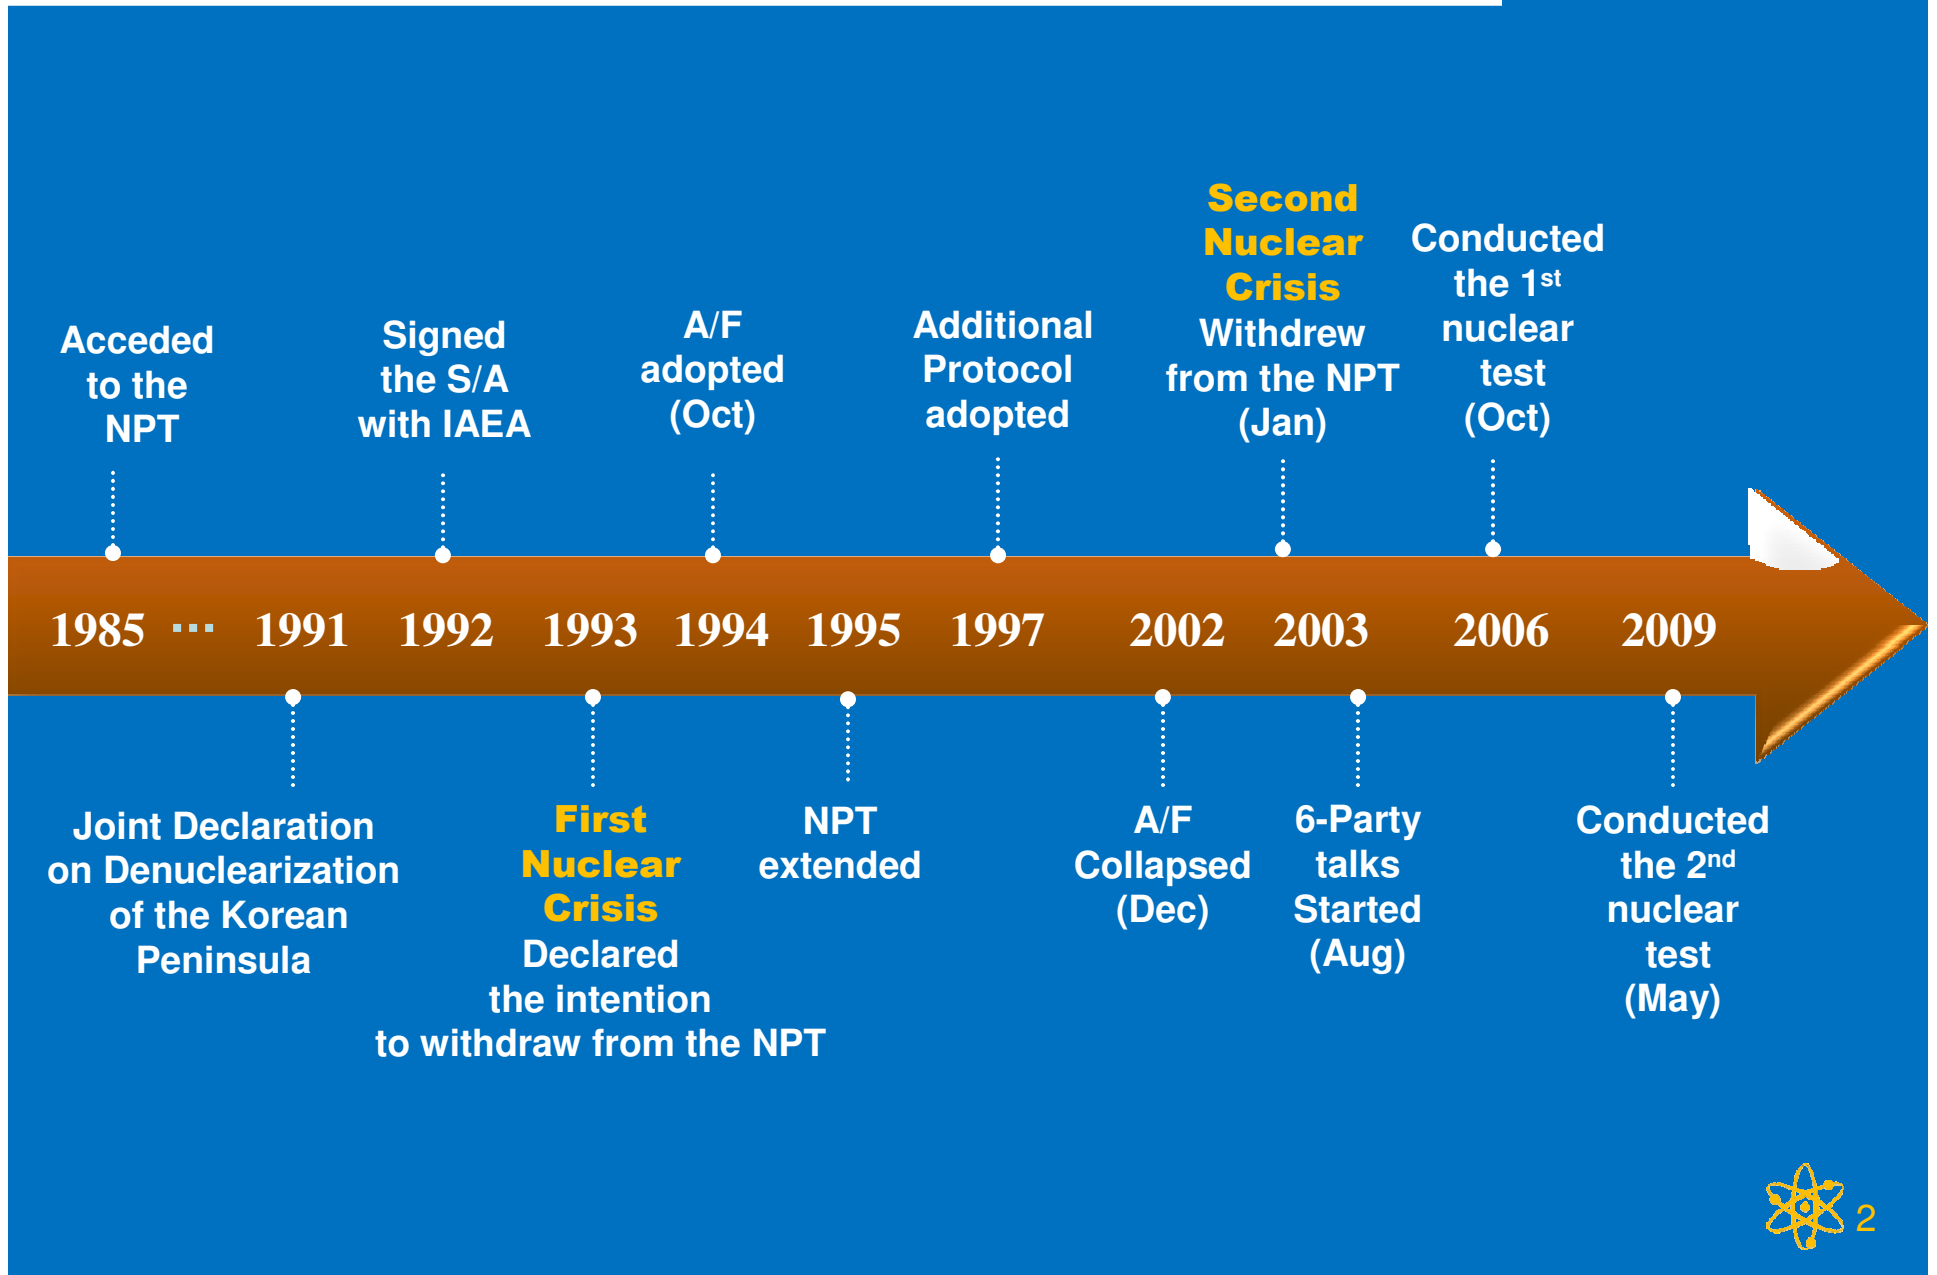 Acceded
to the
NPT
Signed
the S/A
with IAEA
A/F
adopted
(Oct)
Additional
Protocol
adopted
Second
Nuclear
Crisis
Withdrew
from the NPT
(Jan)
Conducted
the 1st
nuclear
test
(Oct)
1985 ... 1991 1992 1993 1994 1995 1997 2002 2003 2006 2009
Joint Declaration
on Denuclearization
of the Korean
Peninsula
First
Nuclear
Crisis
Declared
the intention
to withdraw from the NPT
NPT
extended
A/F
Collapsed
(Dec)
6-Party
talks
Started
(Aug)
Conducted
the 2nd
nuclear
test
(May)
2